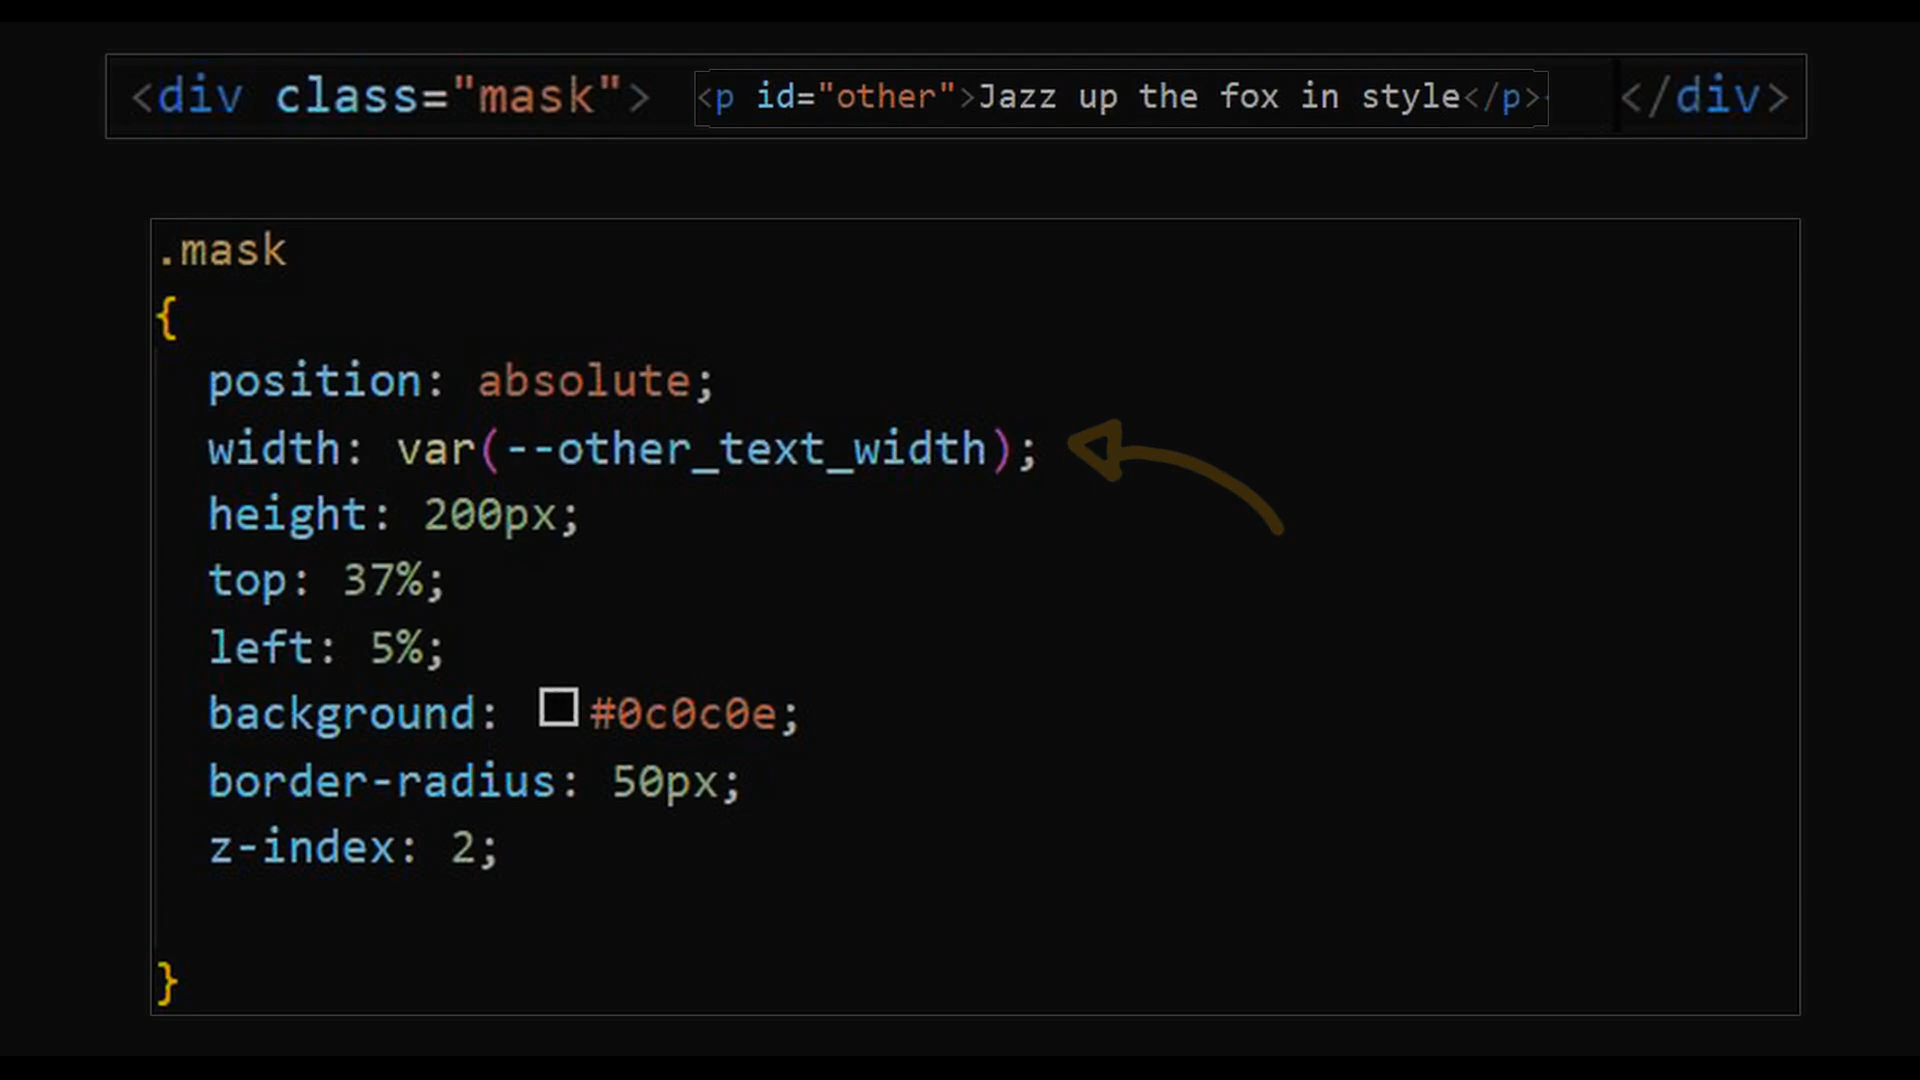 <div class="mask"> <p id="other">Jazz up the fox in style</p> </div>
.mask
{
position: absolute;
width: var(--other_text_width);
height: 200px;
top: 37%;
left: 5%;
background: #0c0c0e;
border-radius: 50px;
z-index: 2;
}